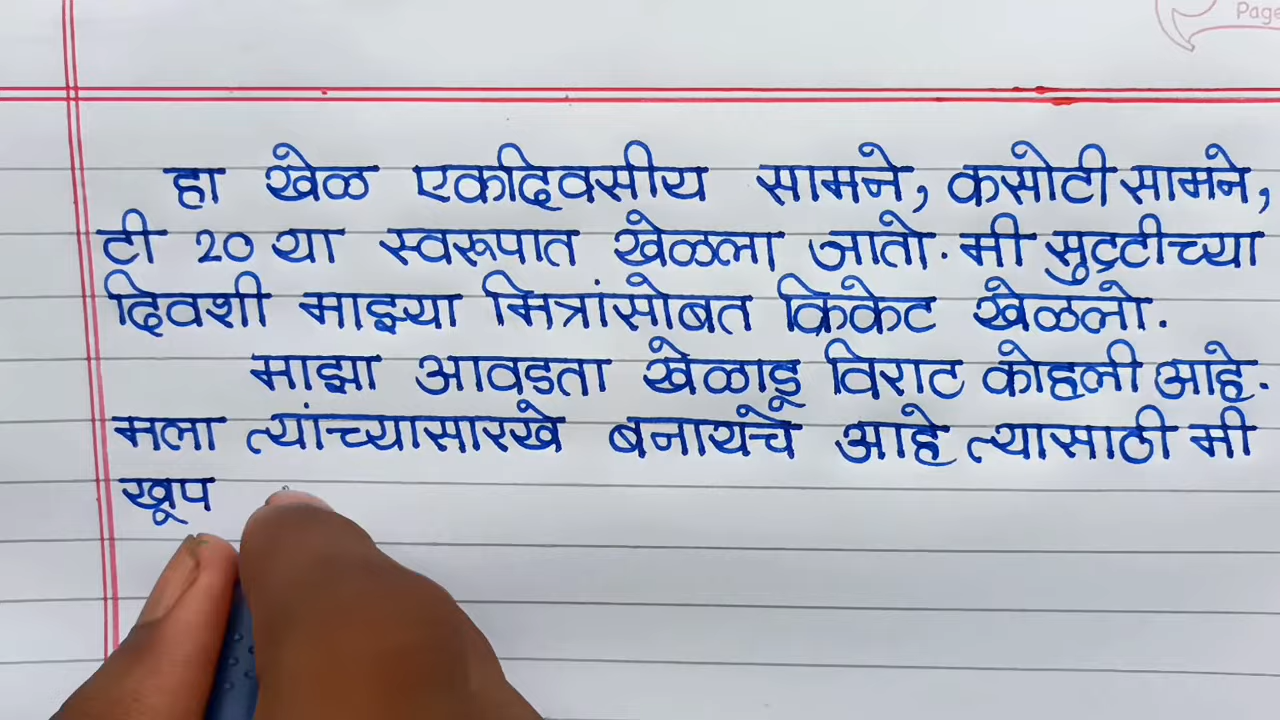 Page
हा खेळ एकदिवसीय सामने, कसोटी सामने,
टी 20 या स्वरूपात खेळला जातो. मी सुट्टीच्या
दिवशी माझ्या मित्रांसोबत क्रिकेट खेळलो.
माझा आवडता खेळाडू विराट कोहली आहे.
मला त्यांच्यासारखे बनायचे आहे त्यासाठी मी
खूप